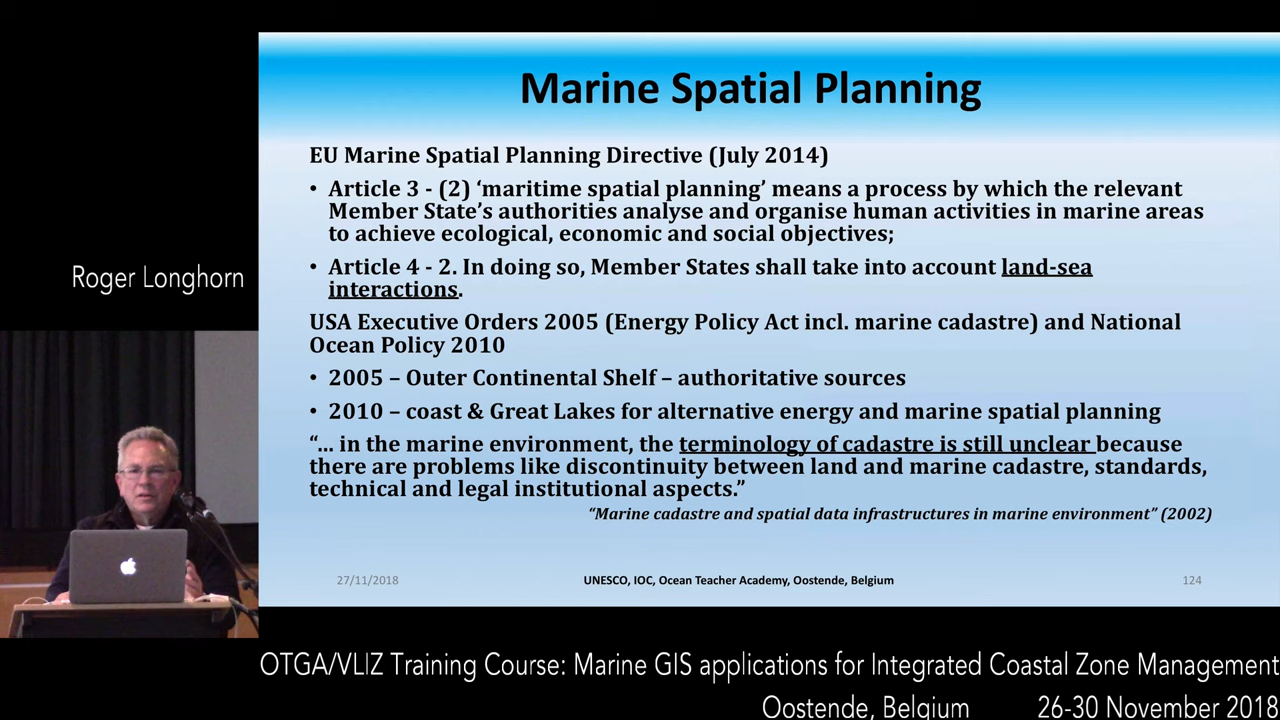 Marine Spatial Planning
EU Marine Spatial Planning Directive (July 2014)
• Article 3 - (2) ‘maritime spatial planning’ means a process by which the relevant
Member State’s authorities analyse and organise human activities in marine areas
to achieve ecological, economic and social objectives;
• Article 4 - 2. In doing so, Member States shall take into account land-sea
interactions.
USA Executive Orders 2005 (Energy Policy Act incl. marine cadastre) and National
Ocean Policy 2010
• 2005 – Outer Continental Shelf – authoritative sources
• 2010 – coast & Great Lakes for alternative energy and marine spatial planning
“… in the marine environment, the terminology of cadastre is still unclear because
there are problems like discontinuity between land and marine cadastre, standards,
technical and legal institutional aspects.”
“Marine cadastre and spatial data infrastructures in marine environment” (2002)
27/11/2018 UNESCO, IOC, Ocean Teacher Academy, Oostende, Belgium 124
Roger Longhorn
OTGA/VLIZ Training Course: Marine GIS applications for Integrated Coastal Zone Management
Oostende, Belgium 26-30 November 2018